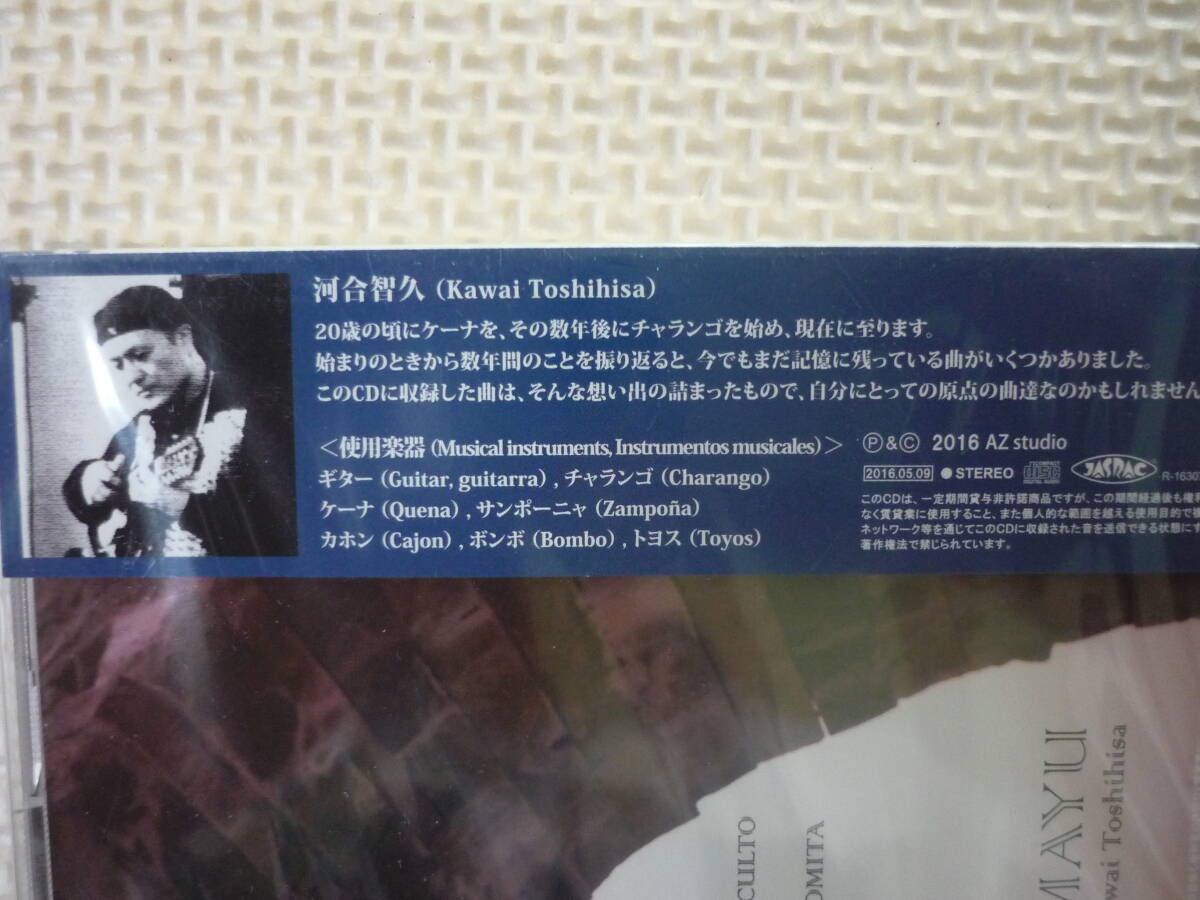 河合智久 (Kawai Toshihisa)
20歳の頃にケーナを、その数年後にチャランゴを始め、現在に至ります。
始まりのときから数年間のことを振り返ると、今でもまだ記憶に残っている曲がいくつかありました。
このCDに収録した曲は、そんな想い出の詰まったもので、自分にとっての原点の曲達なのかもしれません
<使用楽器 (Musical instruments, Instrumentos musicales)>
ギター (Guitar, guitarra) , チャランゴ (Charango)
ケーナ (Quena) , サンポーニャ (Zampoña)
カホン (Cajon) , ボンボ (Bombo) , トヨス (Toyos)
Ⓟ&Ⓒ 2016 AZ studio
2016.05.09 ●STEREO DISC DIGITAL AUDIO JASRAC R-1630
このCDは、一定期間貸与非許諾商品ですが、この期間経過後も権
なく賃貸業に使用すること、また個人的な範囲を越える使用目的で
ネットワーク等を通じてこのCDに収録された音を送信できる状態に
著作権法で禁じられています。
CULTO
OMITA
MAYU
wai Toshihisa